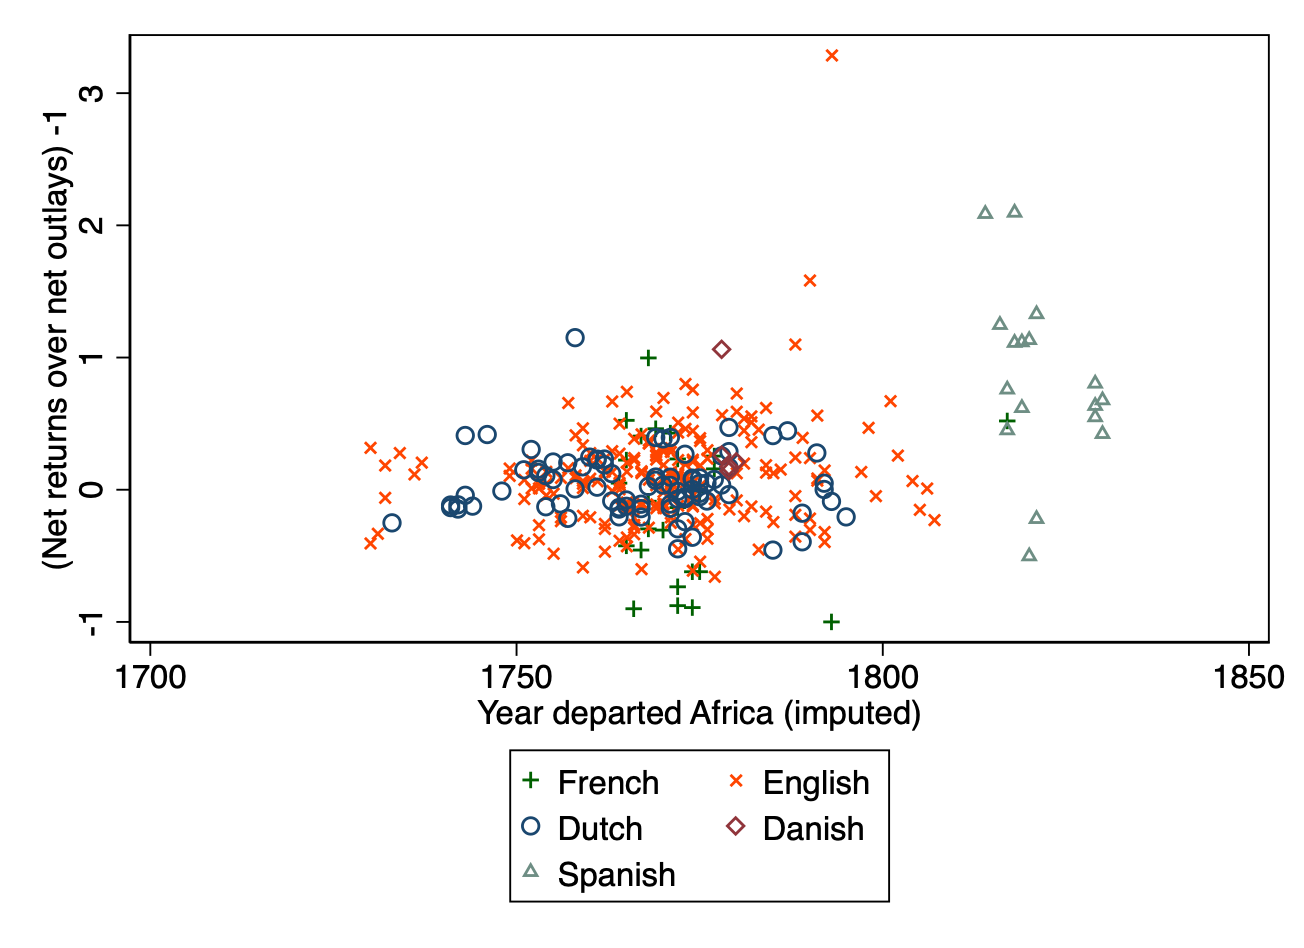 (Net returns over net outlays) -1
3
2
1
0
-1
1700 1750 1800 1850
Year departed Africa (imputed)
French English
Dutch Danish
Spanish